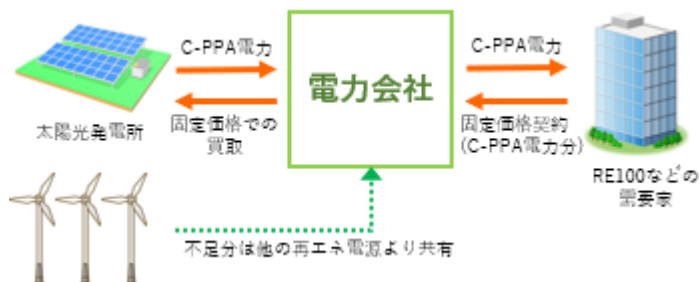 C-PPA電力
C-PPA電力
電力会社
太陽光発電所
固定価格での
買取
固定価格契約
(C-PPA電力分)
RE100などの
需要家
不足分は他の再エネ電源より共有